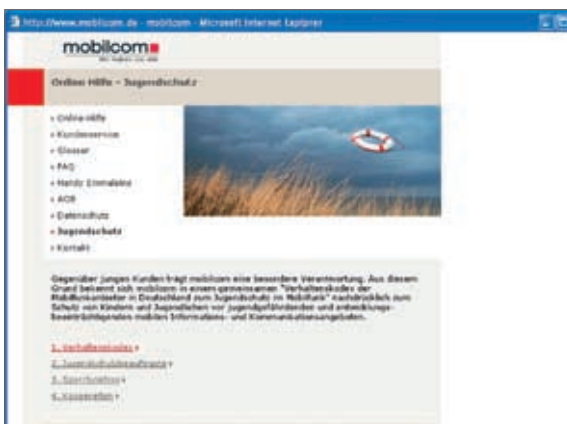 http://www.mobilcom.de - mobilcom - Microsoft Internet Explorer
mobilcom
Online Hilfe - Jugendschutz
Online-Hilfe
Kundenservice
Glossar
FAQ
Handy Einmaleins
AGB
Datenschutz
Jugendschutz
Kontakt
Gegenüber jungen Kunden trägt mobilcom eine besondere Verantwortung. Aus diesem
Grund bekennt sich mobilcom in einem gemeinsamen "Verhaltenskodex der
Mobilfunkanbieter in Deutschland zum Jugendschutz im Mobilfunk" nachdrücklich zum
Schutz von Kindern und Jugendlichen vor jugendgefährdenden und entwicklungs-
beeinträchtigenden mobilen Informations- und Kommunikationsangeboten.
1. Verhaltenskodex
2. Jugendschutzbeauftragte
3. Sperrhotline
4. Kooperation